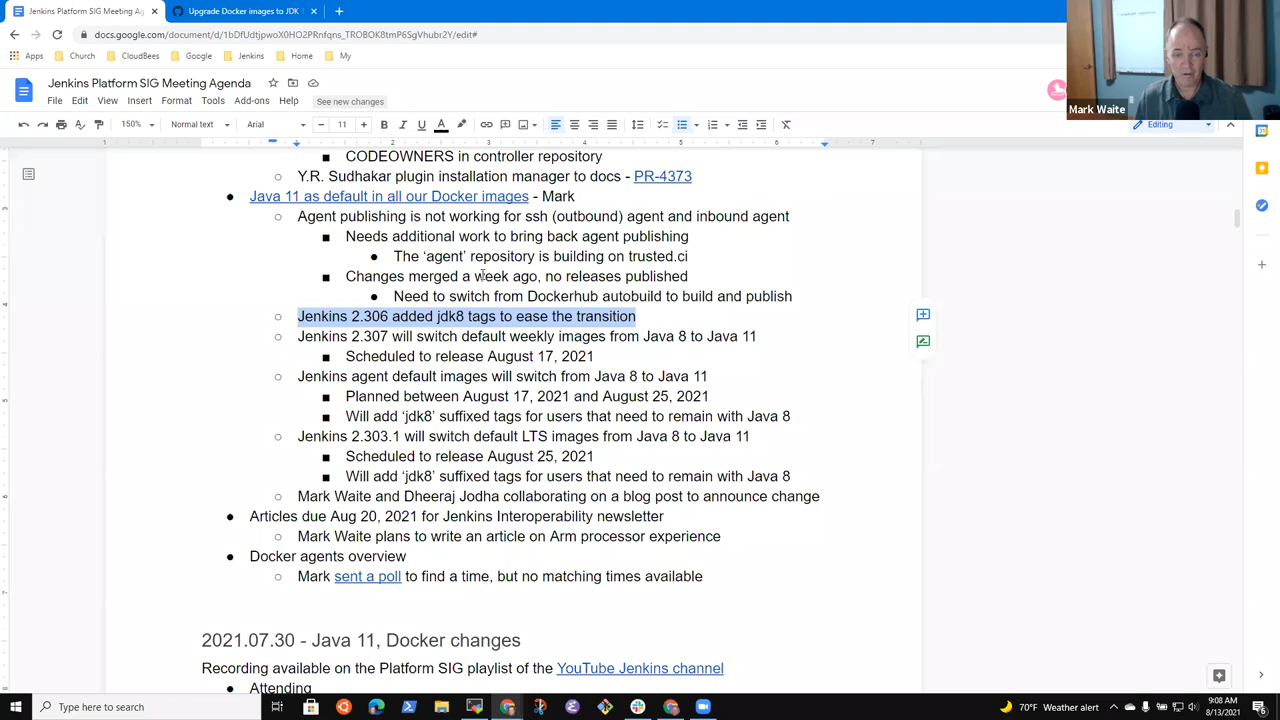 Jenkins Platform SIG Meeting Ag
Upgrade Docker images to JDK
docs.google.com/document/d/1bDfUdtjpwoX0HO2PRnfqns_TROBOK8tmP6SgVhubr2Y/edit#
Apps
Church
CloudBees
Google
Jenkins
Home
My
Jenkins Platform SIG Meeting Agenda
File Edit View Insert Format Tools Add-ons Help
See new changes
Mark Waite
150%
Normal text
Arial
11
Editing
1 1 2 3 4 5 6 7
CODEOWNERS in controller repository
Y.R. Sudhakar plugin installation manager to docs - PR-4373
Java 11 as default in all our Docker images - Mark
Agent publishing is not working for ssh (outbound) agent and inbound agent
Needs additional work to bring back agent publishing
The ‘agent’ repository is building on trusted.ci
Changes merged a week ago, no releases published
Need to switch from Dockerhub autobuild to build and publish
Jenkins 2.306 added jdk8 tags to ease the transition
Jenkins 2.307 will switch default weekly images from Java 8 to Java 11
Scheduled to release August 17, 2021
Jenkins agent default images will switch from Java 8 to Java 11
Planned between August 17, 2021 and August 25, 2021
Will add ‘jdk8’ suffixed tags for users that need to remain with Java 8
Jenkins 2.303.1 will switch default LTS images from Java 8 to Java 11
Scheduled to release August 25, 2021
Will add ‘jdk8’ suffixed tags for users that need to remain with Java 8
Mark Waite and Dheeraj Jodha collaborating on a blog post to announce change
Articles due Aug 20, 2021 for Jenkins Interoperability newsletter
Mark Waite plans to write an article on Arm processor experience
Docker agents overview
Mark sent a poll to find a time, but no matching times available
2021.07.30 - Java 11, Docker changes
Recording available on the Platform SIG playlist of the YouTube Jenkins channel
Attending
Type here to search
70°F Weather alert
9:08 AM
8/13/2021